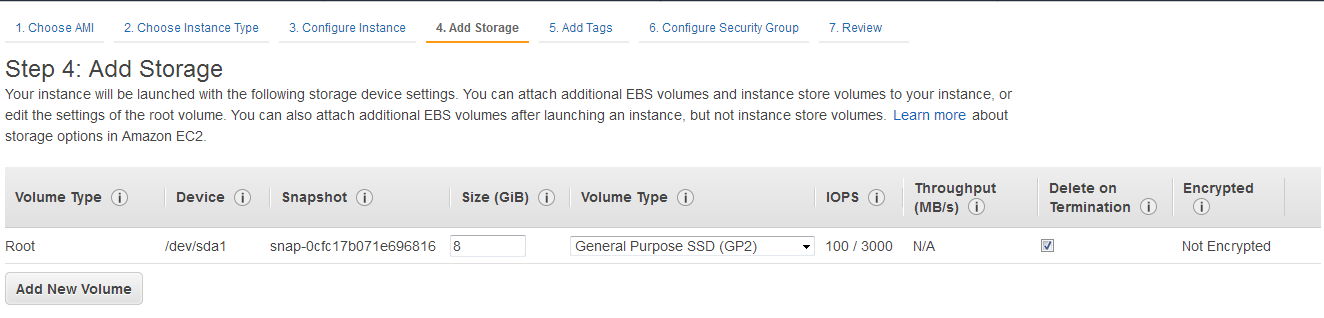 1. Choose AMI 2. Choose Instance Type 3. Configure Instance 4. Add Storage 5. Add Tags 6. Configure Security Group 7. Review
Step 4: Add Storage
Your instance will be launched with the following storage device settings. You can attach additional EBS volumes and instance store volumes to your instance, or
edit the settings of the root volume. You can also attach additional EBS volumes after launching an instance, but not instance store volumes. Learn more about
storage options in Amazon EC2.
Volume Type i Device i Snapshot i Size (GiB) i Volume Type i IOPS i Throughput (MB/s) i Delete on Termination i Encrypted i
Root /dev/sda1 snap-0cfc17b071e696816 8 General Purpose SSD (GP2) 100 / 3000 N/A Not Encrypted
Add New Volume